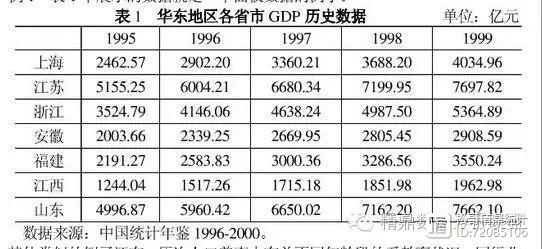 表 1 华东地区各省市 GDP 历史数据 单位：亿元
1995 1996 1997 1998 1999
上海 2462.57 2902.20 3360.21 3688.20 4034.96
江苏 5155.25 6004.21 6680.34 7199.95 7697.82
浙江 3524.79 4146.06 4638.24 4987.50 5364.89
安徽 2003.66 2339.25 2669.95 2805.45 2908.59
福建 2191.27 2583.83 3000.36 3286.56 3550.24
江西 1244.04 1517.26 1715.18 1851.98 1962.98
山东 4996.87 5960.42 6650.02 7162.20 7662.10
数据来源：中国统计年鉴 1996-2000。